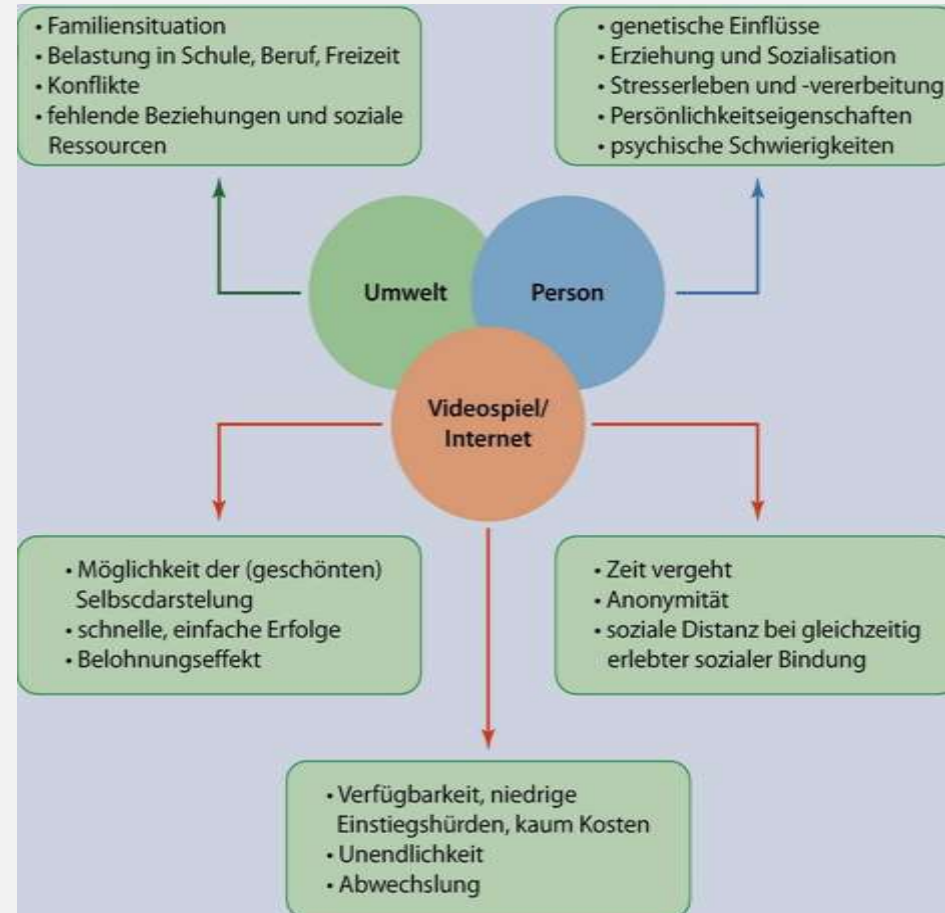 • Familiensituation
• Belastung in Schule, Beruf, Freizeit
• Konflikte
• fehlende Beziehungen und soziale
Ressourcen
• genetische Einflüsse
• Erziehung und Sozialisation
• Stresserleben und -vererbeitung
• Persönlichkeitseigenschaften
• psychische Schwierigkeiten
Umwelt
Person
Videospiel/
Internet
• Möglichkeit der (geschönten)
Selbscdarstelung
• schnelle, einfache Erfolge
• Belohnungseffekt
• Zeit vergeht
• Anonymität
• soziale Distanz bei gleichzeitig
erlebter sozialer Bindung
• Verfügbarkeit, niedrige
Einstiegshürden, kaum Kosten
• Unendlichkeit
• Abwechslung